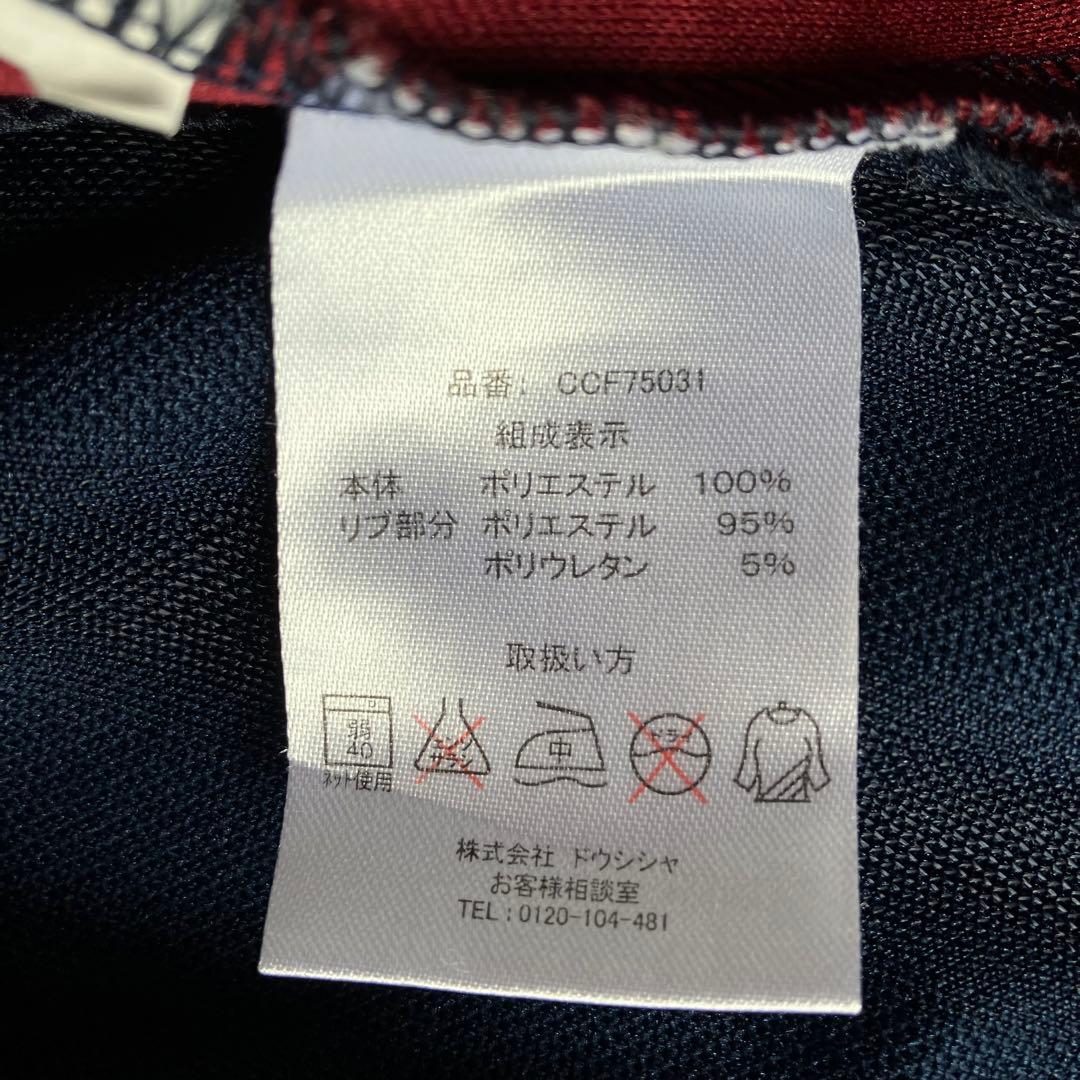 品番: CCF75031
組成表示
本体 ポリエステル 100%
リブ部分 ポリエステル 95%
ポリウレタン 5%
取扱い方
弱
40
中
ドライ
ネット使用
株式会社 ドウシシャ
お客様相談室
TEL:0120-104-481